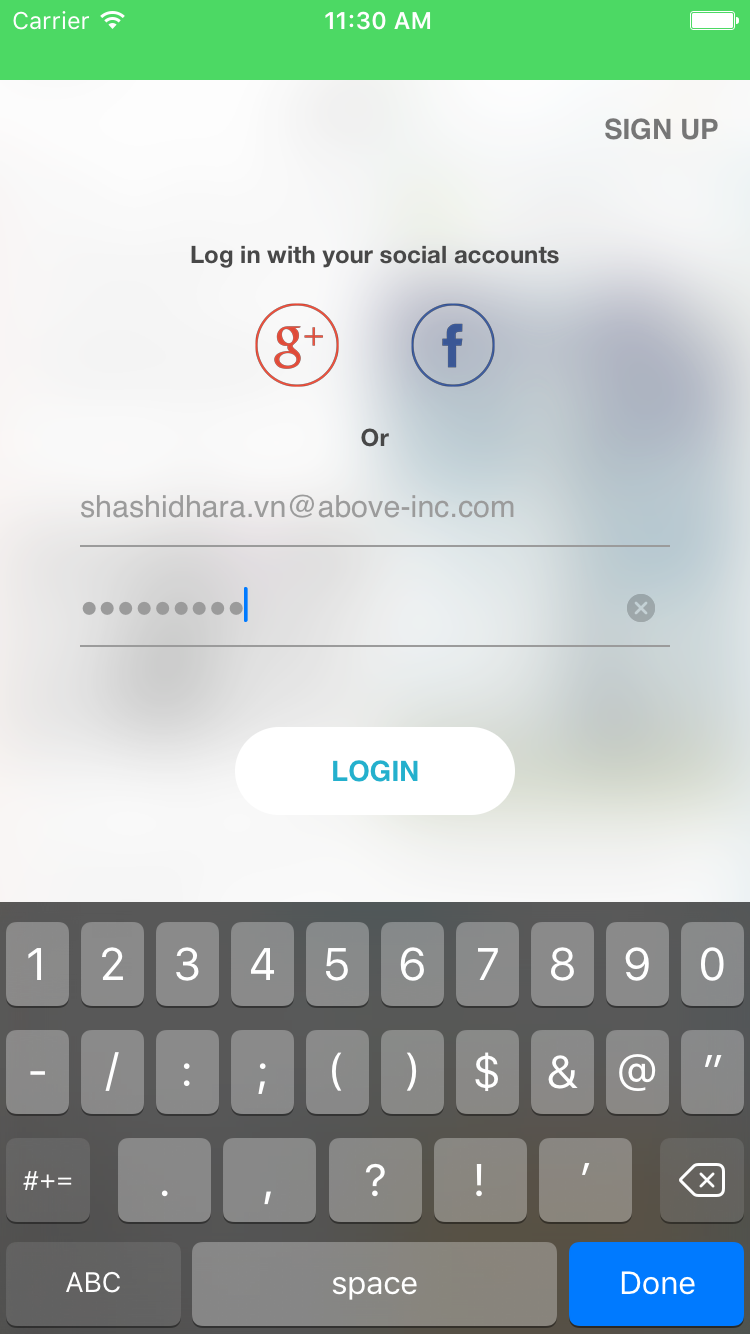 Carrier 11:30 AM
SIGN UP
Log in with your social accounts
g+ f
Or
shashidhara.vn@above-inc.com
•••••••••
LOGIN
1 2 3 4 5 6 7 8 9 0
- / : ; ( ) $ & @ "
#+= . , ? ! '
ABC space Done